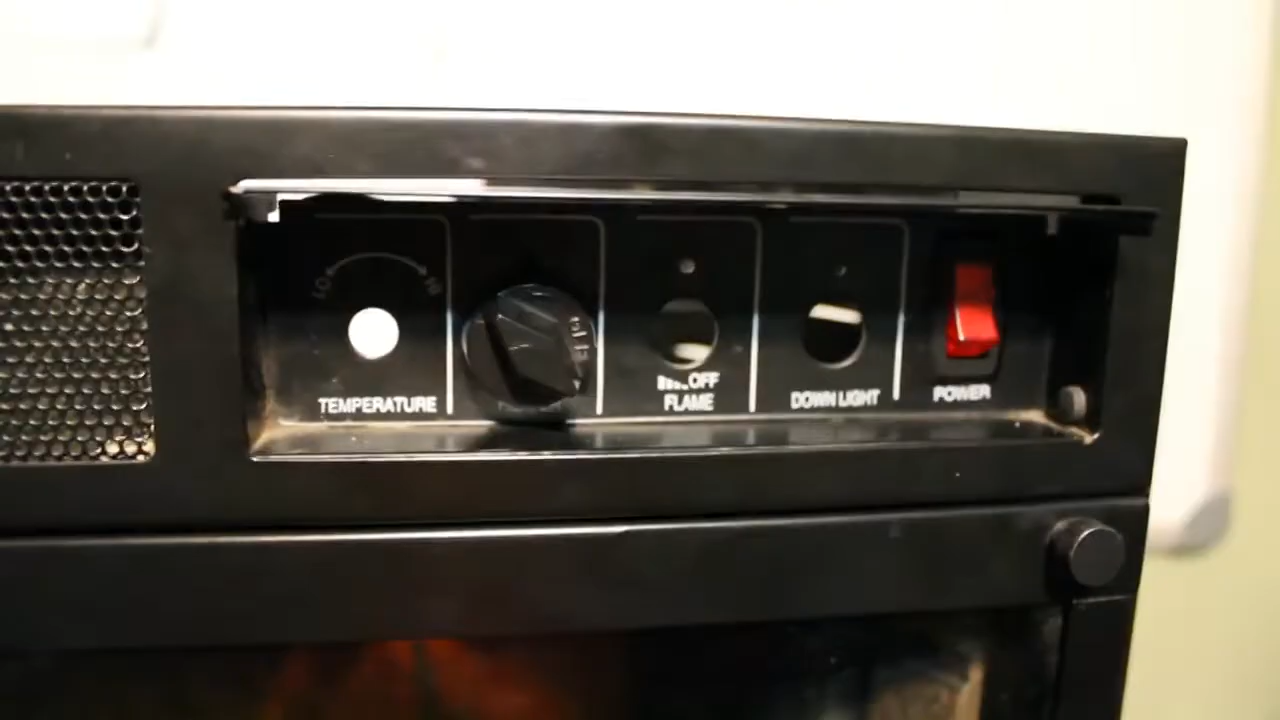 LO HI
TEMPERATURE
OFF
FLAME
DOWN LIGHT
POWER